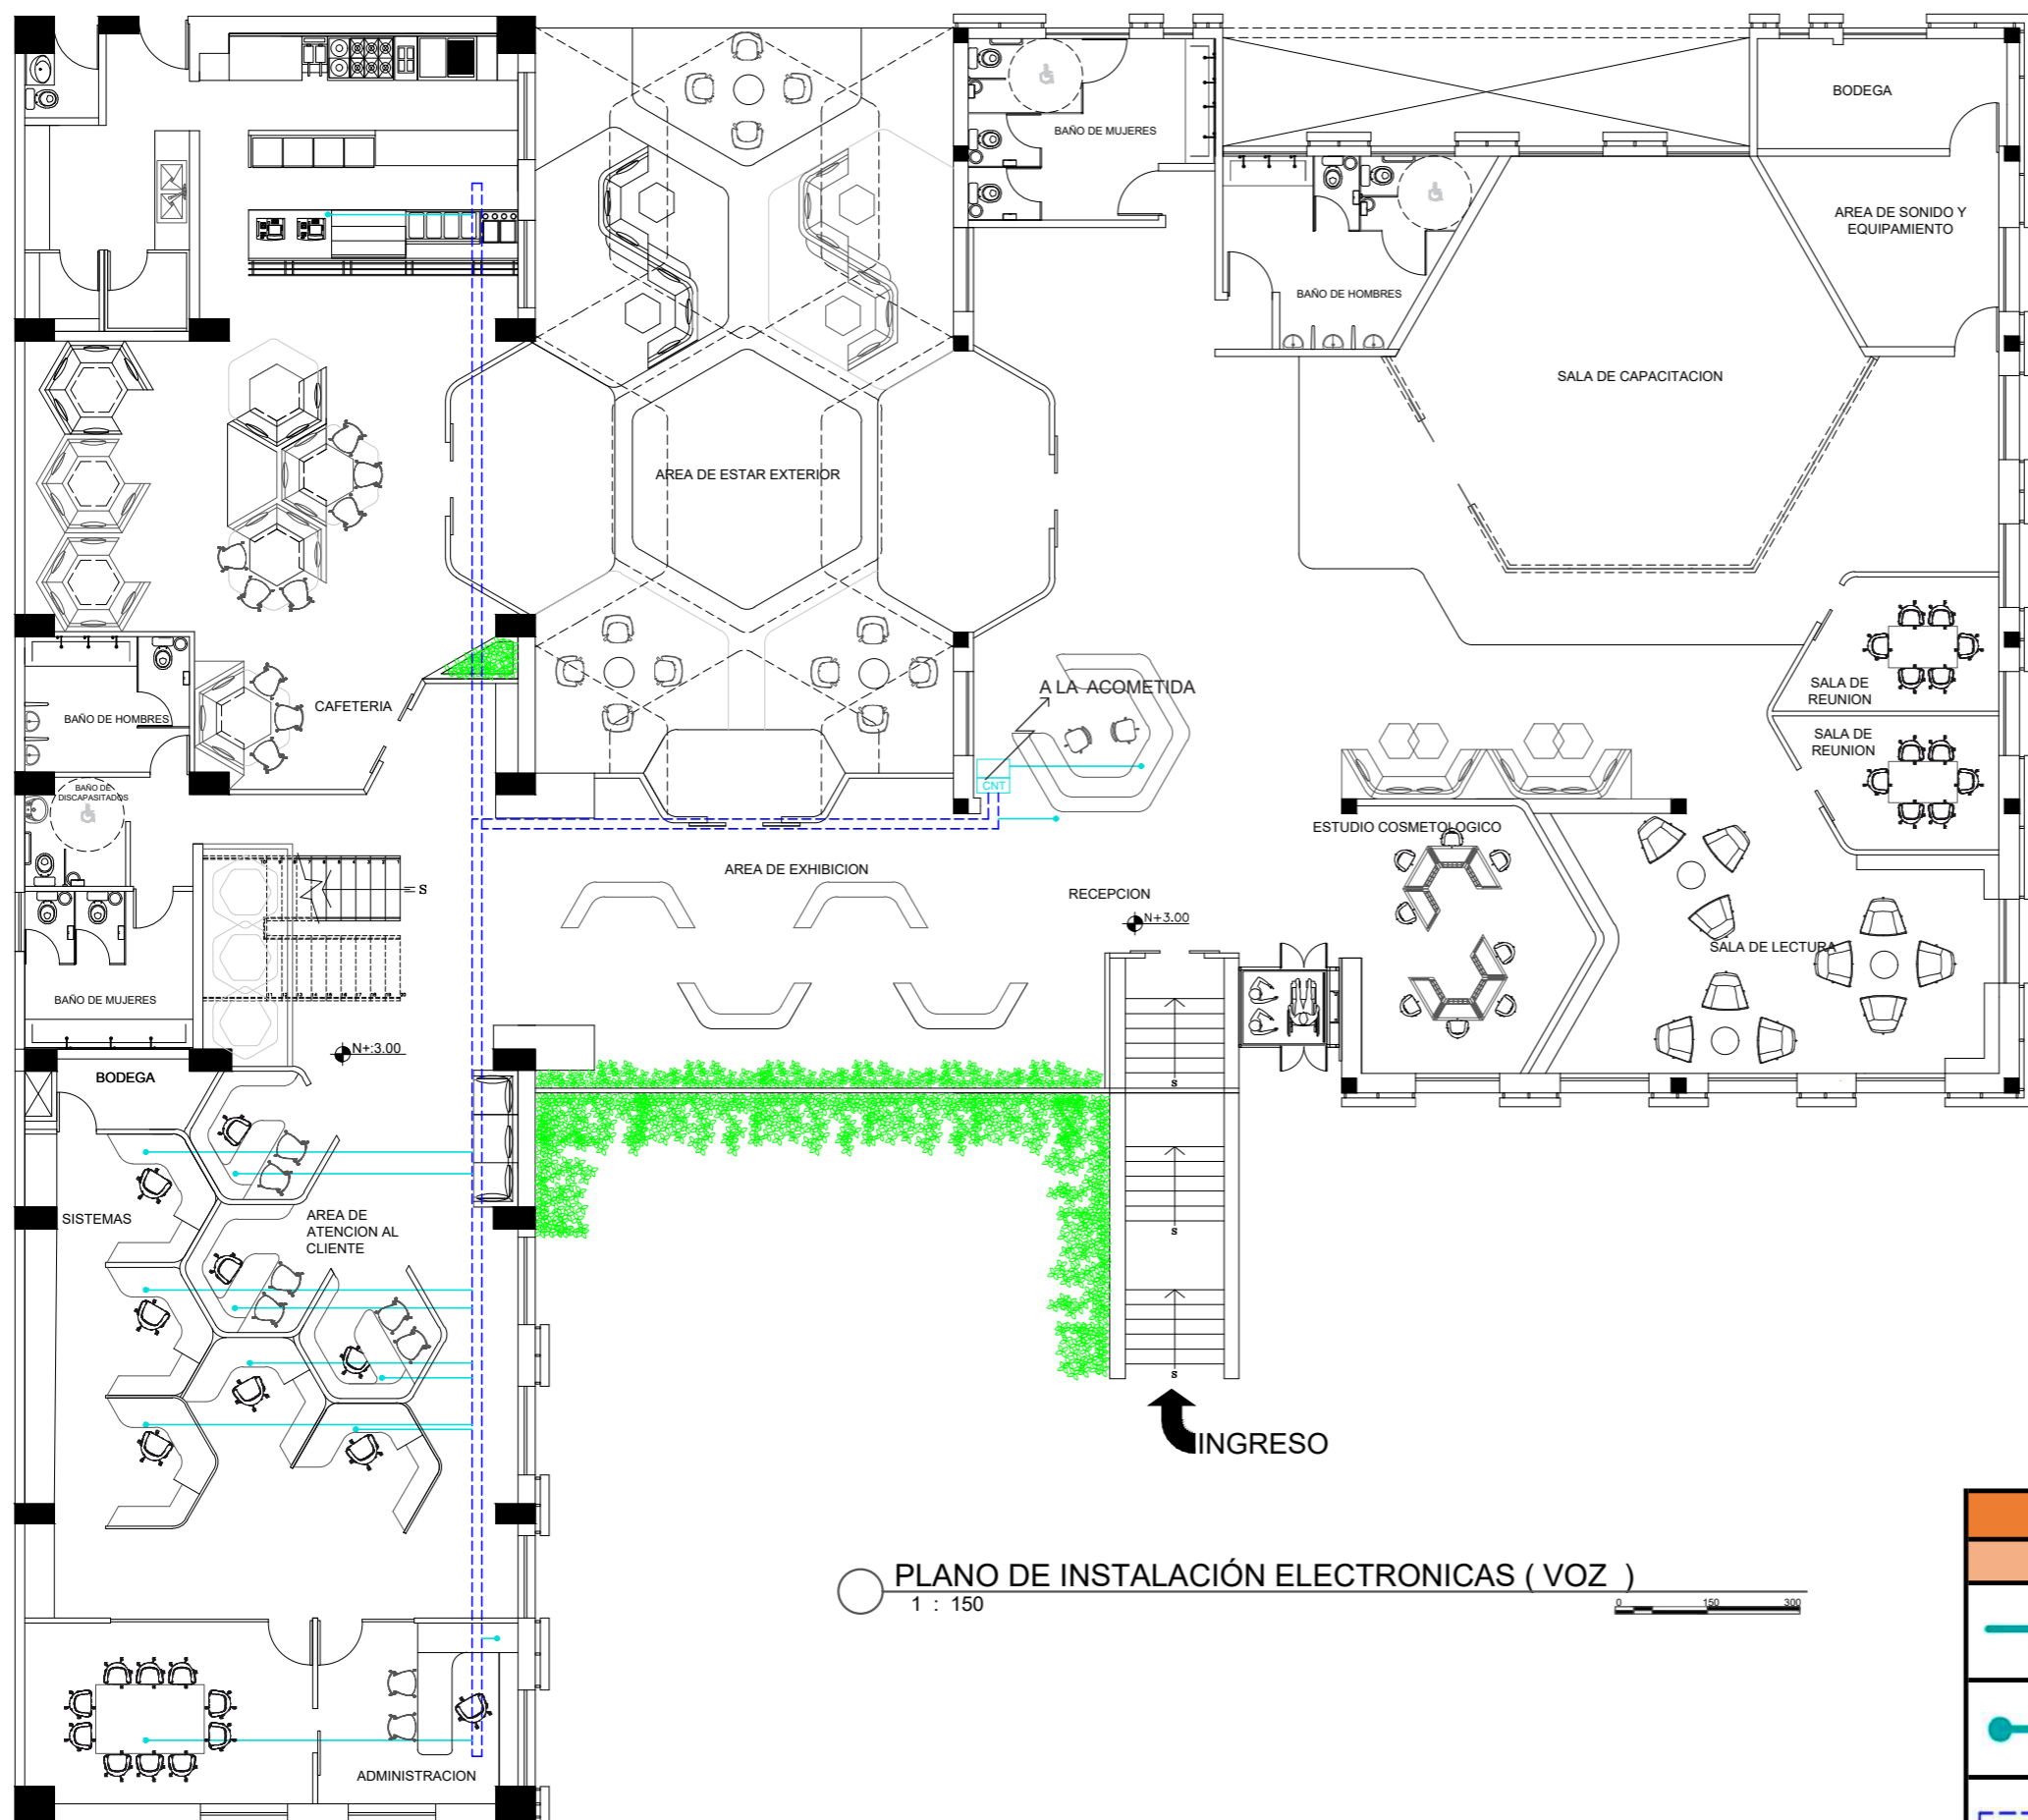 BODEGA
BAÑO DE MUJERES
AREA DE SONIDO Y
EQUIPAMIENTO
BAÑO DE HOMBRES
SALA DE CAPACITACION
AREA DE ESTAR EXTERIOR
A LA ACOMETIDA
SALA DE
REUNION
CAFETERIA
BAÑO DE HOMBRES
SALA DE
REUNION
CNT
BAÑO DE
DISCAPASITADOS
ESTUDIO COSMETOLOGICO
AREA DE EXHIBICION
S
RECEPCION
N+3.00
SALA DE LECTURA
BAÑO DE MUJERES
N+:3.00
BODEGA
S
SISTEMAS
AREA DE
ATENCION AL
CLIENTE
S
S
INGRESO
PLANO DE INSTALACIÓN ELECTRONICAS ( VOZ )
1 : 150
0 150 300
ADMINISTRACION